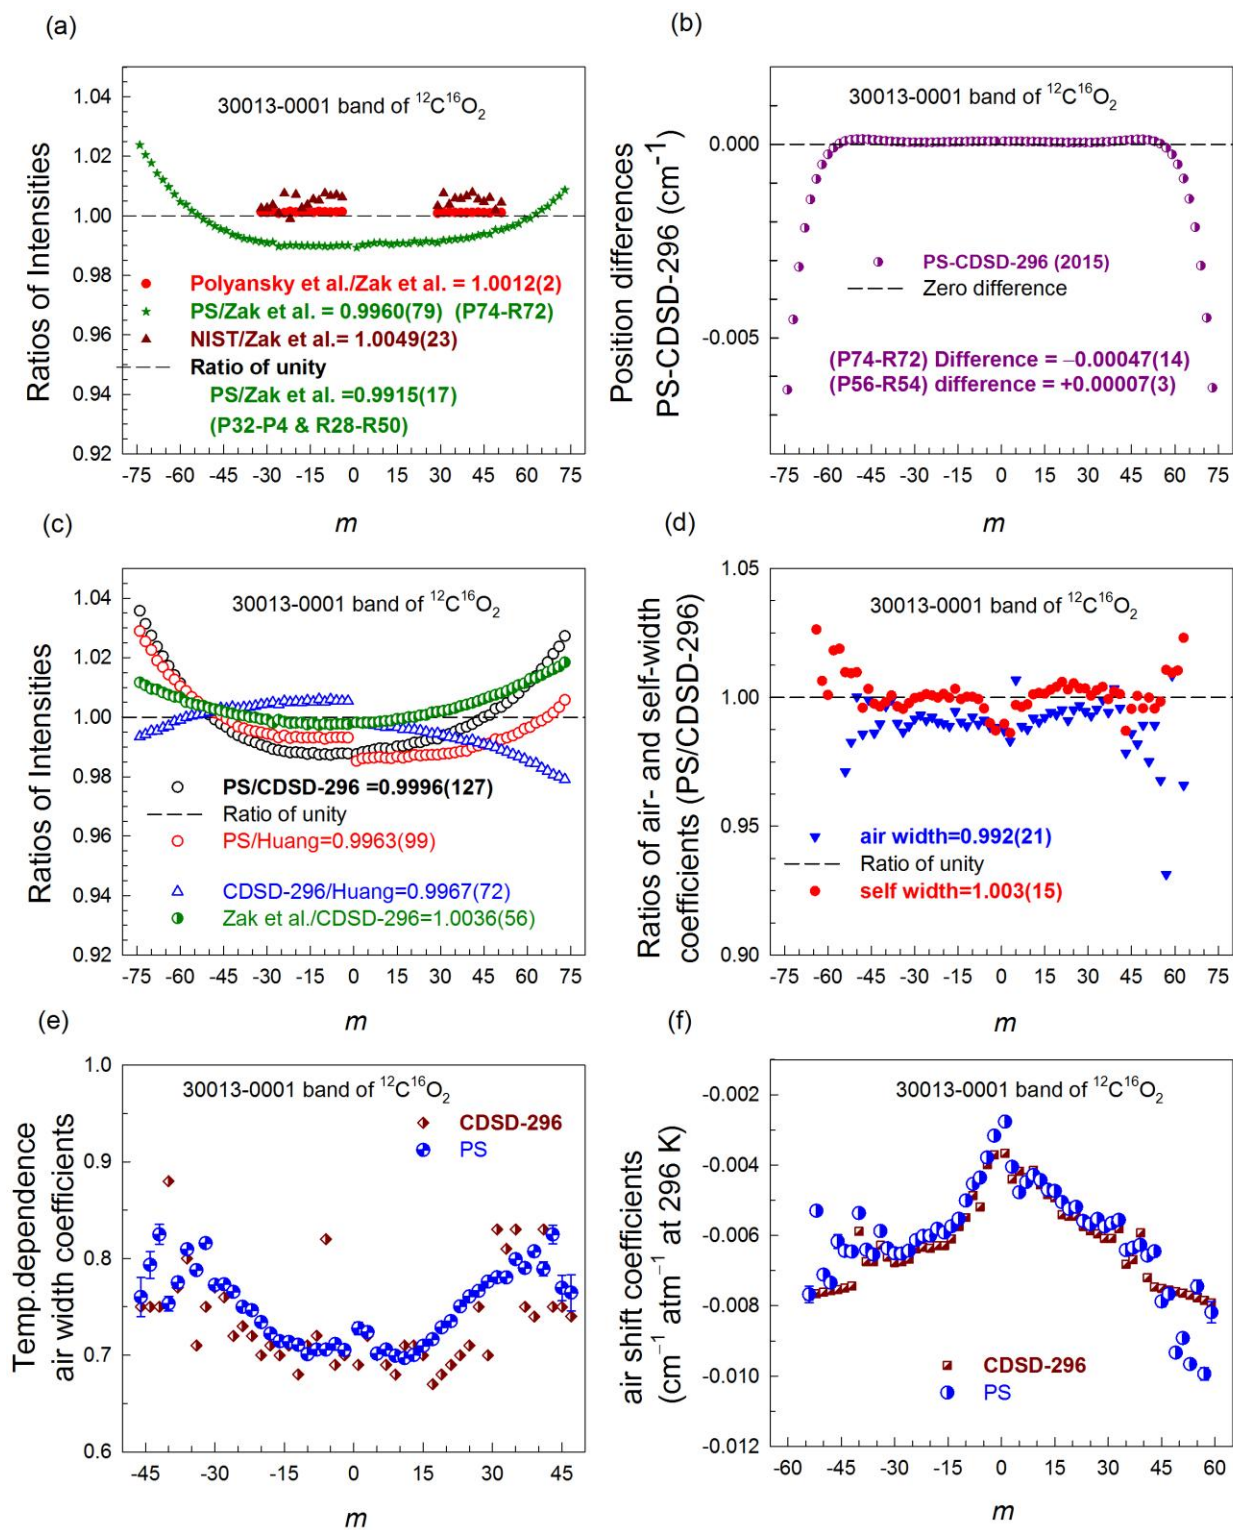 (a)
30013-0001 band of ¹²C¹⁶O₂
Ratios of Intensities
1.04
1.02
1.00
0.98
0.96
0.94
0.92
Polyansky et al./Zak et al. = 1.0012(2)
PS/Zak et al. = 0.9960(79) (P74-R72)
NIST/Zak et al.= 1.0049(23)
Ratio of unity
PS/Zak et al. =0.9915(17)
(P32-P4 & R28-R50)
-75 -60 -45 -30 -15 0 15 30 45 60 75
m
(b)
30013-0001 band of ¹²C¹⁶O₂
Position differences
PS-CDSD-296 (cm⁻¹)
0.000
-0.005
PS-CDSD-296 (2015)
Zero difference
(P74-R72) Difference = −0.00047(14)
(P56-R54) difference = +0.00007(3)
-75 -60 -45 -30 -15 0 15 30 45 60 75
m
(c)
30013-0001 band of ¹²C¹⁶O₂
Ratios of Intensities
1.04
1.02
1.00
0.98
0.96
0.94
0.92
PS/CDSD-296 =0.9996(127)
Ratio of unity
PS/Huang=0.9963(99)
CDSD-296/Huang=0.9967(72)
Zak et al./CDSD-296=1.0036(56)
-75 -60 -45 -30 -15 0 15 30 45 60 75
m
(d)
30013-0001 band of ¹²C¹⁶O₂
Ratios of air- and self-width
coefficients (PS/CDSD-296)
1.05
1.00
0.95
0.90
air width=0.992(21)
Ratio of unity
self width=1.003(15)
-75 -60 -45 -30 -15 0 15 30 45 60 75
m
(e)
30013-0001 band of ¹²C¹⁶O₂
Temp.dependence
air width coefficients
1.0
0.9
0.8
0.7
0.6
CDSD-296
PS
-45 -30 -15 0 15 30 45
m
(f)
30013-0001 band of ¹²C¹⁶O₂
air shift coefficients
(cm⁻¹ atm⁻¹ at 296 K)
-0.002
-0.004
-0.006
-0.008
-0.010
-0.012
CDSD-296
PS
-60 -45 -30 -15 0 15 30 45 60
m